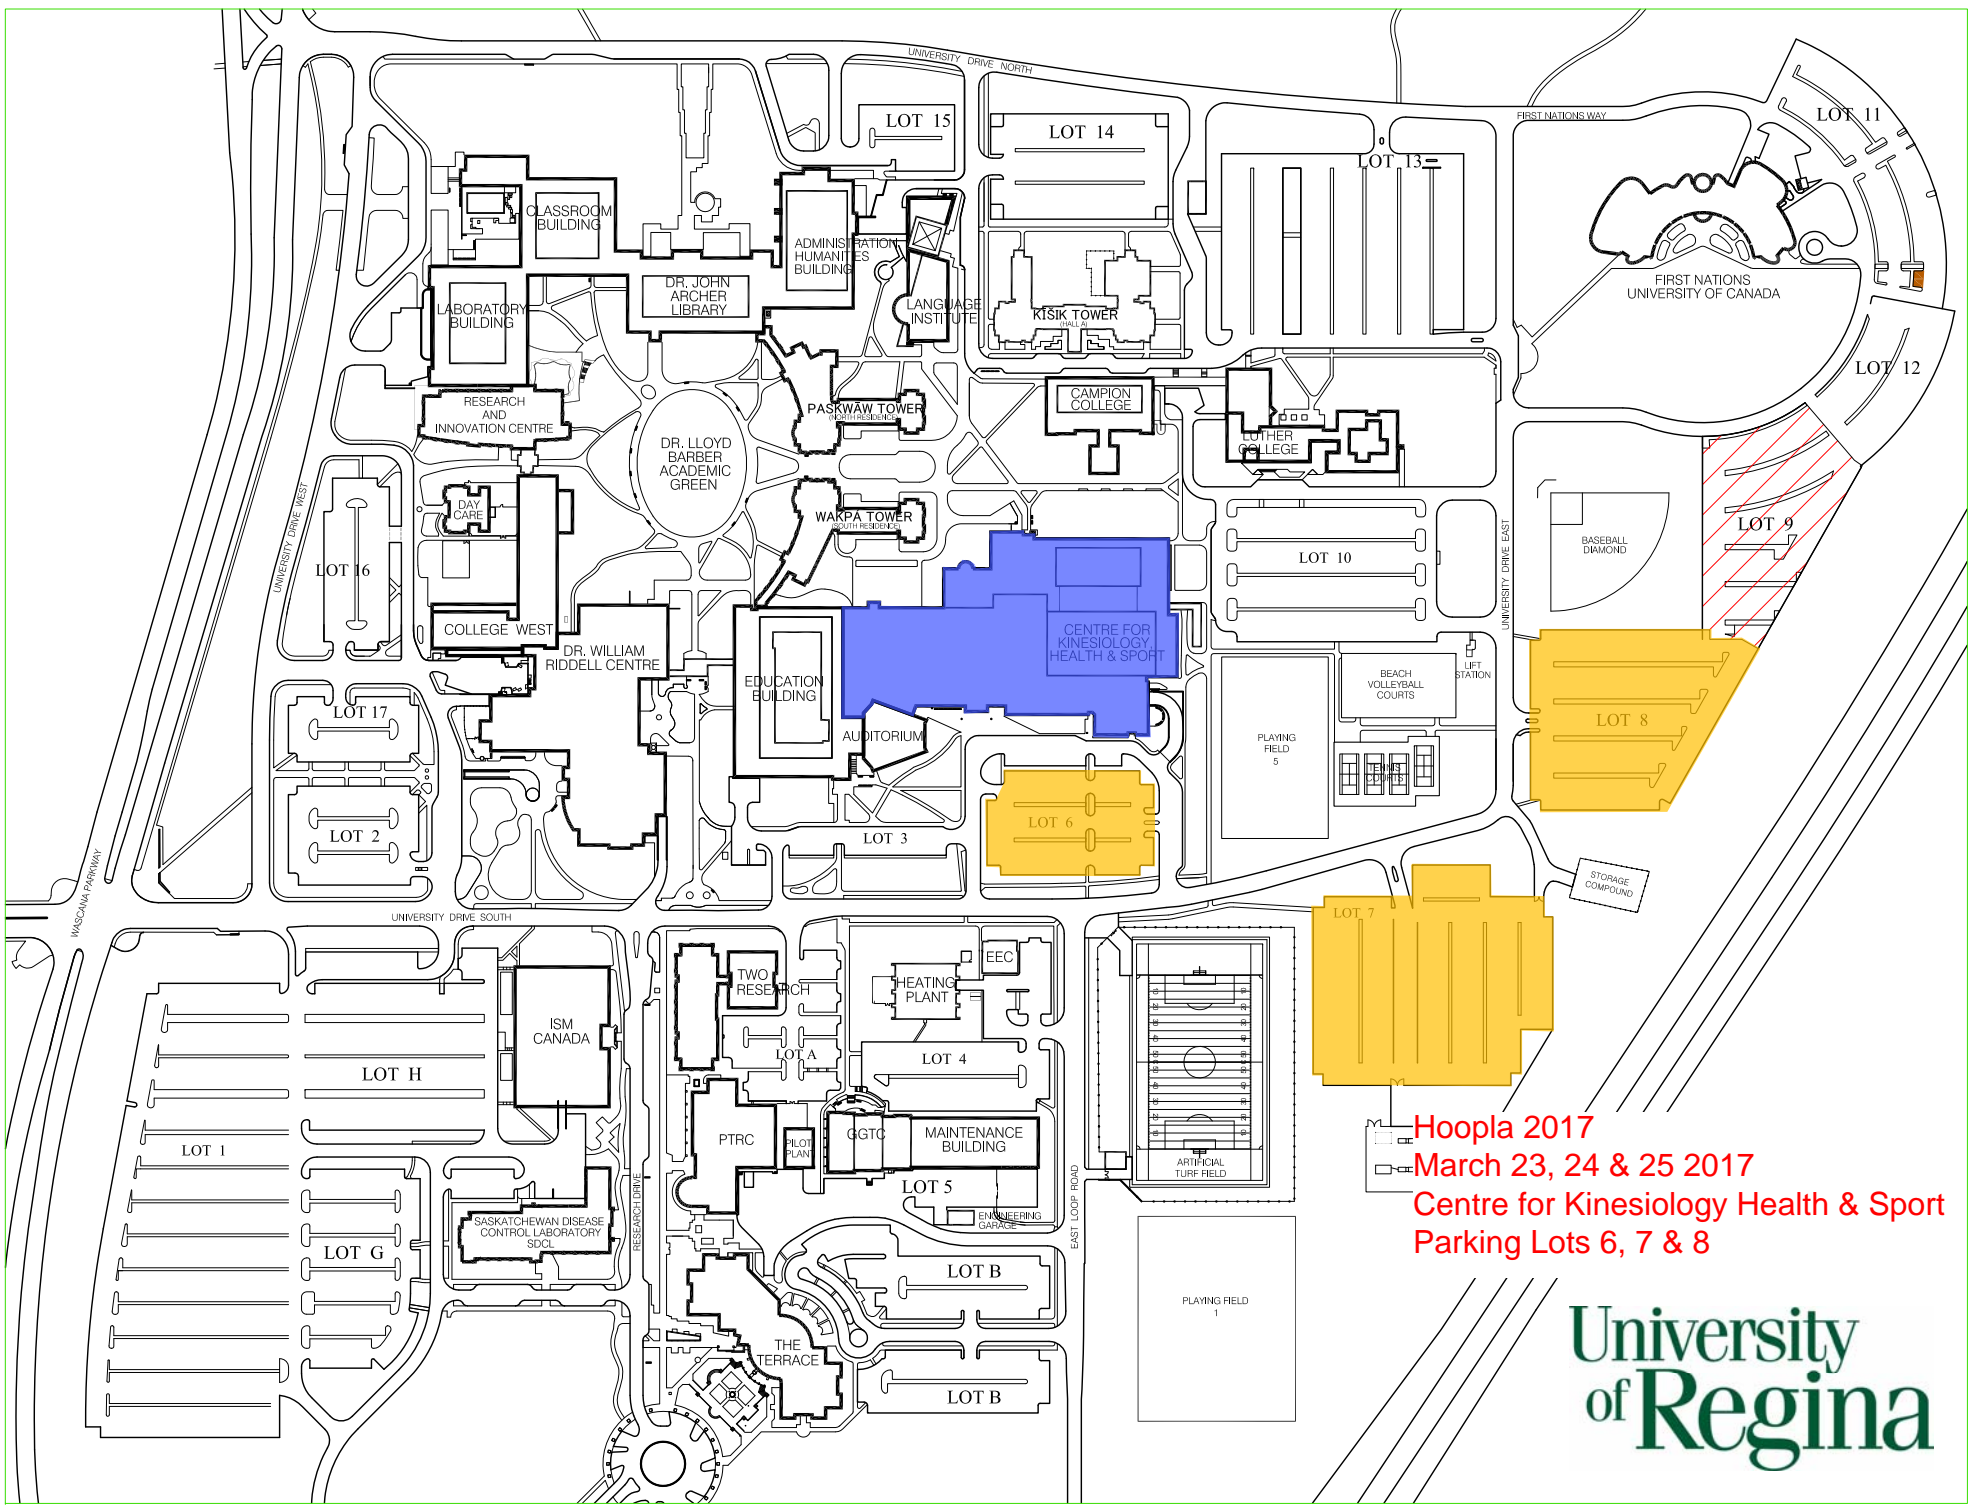 UNIVERSITY DRIVE NORTH
FIRST NATIONS WAY
LOT 11
LOT 15
LOT 14
LOT 13
CLASSROOM
BUILDING
ADMINISTRATION
HUMANITIES
BUILDING
DR. JOHN
ARCHER
LIBRARY
LABORATORY
BUILDING
LANGUAGE
INSTITUTE
KĪŠIK TOWER
(HALL A)
FIRST NATIONS
UNIVERSITY OF CANADA
LOT 12
RESEARCH
AND
INNOVATION CENTRE
PASKWĀW TOWER
(NORTH RESIDENCE)
CAMPION
COLLEGE
LUTHER
COLLEGE
DR. LLOYD
BARBER
ACADEMIC
GREEN
DAY
CARE
WAKPÁ TOWER
(SOUTH RESIDENCE)
UNIVERSITY DRIVE WEST
LOT 16
LOT 10
UNIVERSITY DRIVE EAST
BASEBALL
DIAMOND
LOT 9
COLLEGE WEST
DR. WILLIAM
RIDDELL CENTRE
CENTRE FOR
KINESIOLOGY,
HEALTH & SPORT
EDUCATION
BUILDING
AUDITORIUM
BEACH
VOLLEYBALL
COURTS
LIFT
STATION
LOT 17
LOT 8
PLAYING
FIELD
5
TENNIS
COURTS
LOT 2
LOT 3
LOT 6
WASCANA PARKWAY
UNIVERSITY DRIVE SOUTH
STORAGE
COMPOUND
LOT 7
TWO
RESEARCH
HEATING
PLANT
EEC
ISM
CANADA
LOT A
LOT 4
LOT H
LOT 1
PTRC
PILOT
PLANT
GGTC
MAINTENANCE
BUILDING
ARTIFICIAL
TURF FIELD
LOT 5
ENGINEERING
GARAGE
EAST LOOP ROAD
RESEARCH DRIVE
SASKATCHEWAN DISEASE
CONTROL LABORATORY
SDCL
LOT G
LOT B
PLAYING FIELD
1
THE
TERRACE
LOT B
Hoopla 2017
March 23, 24 & 25 2017
Centre for Kinesiology Health & Sport
Parking Lots 6, 7 & 8
University
of Regina